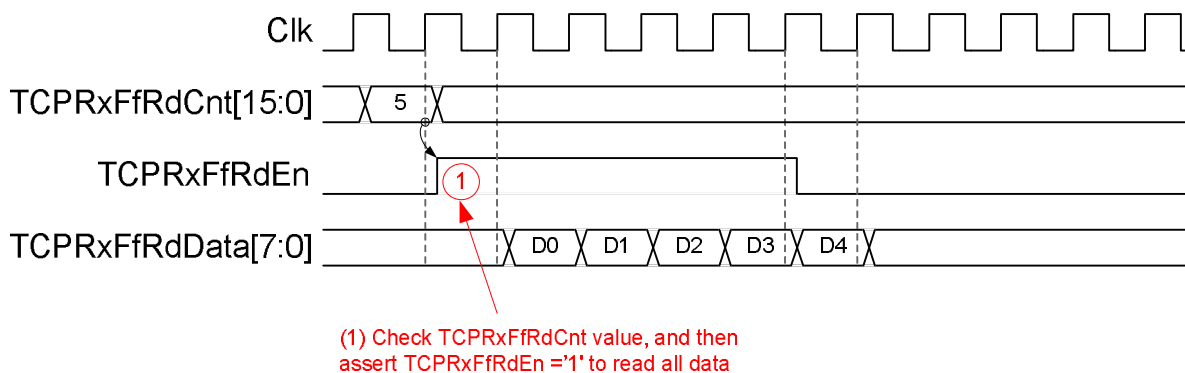 Clk
TCPRxFfRdCnt[15:0]
5
TCPRxFfRdEn
1
TCPRxFfRdData[7:0]
D0 D1 D2 D3 D4
(1) Check TCPRxFfRdCnt value, and then
assert TCPRxFfRdEn ='1' to read all data